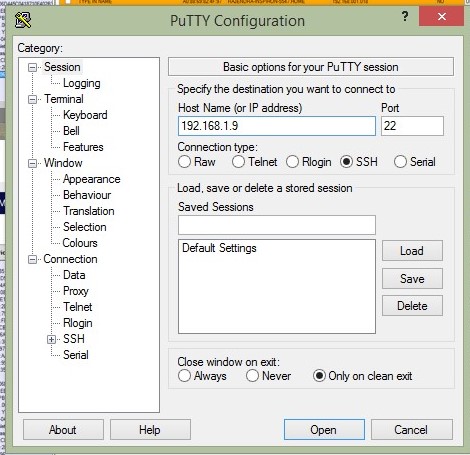 PuTTY Configuration
?
Category:
Session
Logging
Terminal
Keyboard
Bell
Features
Window
Appearance
Behaviour
Translation
Selection
Colours
Connection
Data
Proxy
Telnet
Rlogin
SSH
Serial
Basic options for your PuTTY session
Specify the destination you want to connect to
Host Name (or IP address) Port
192.168.1.9 22
Connection type:
Raw Telnet Rlogin SSH Serial
Load, save or delete a stored session
Saved Sessions
Default Settings
Load
Save
Delete
Close window on exit:
Always Never Only on clean exit
About Help Open Cancel